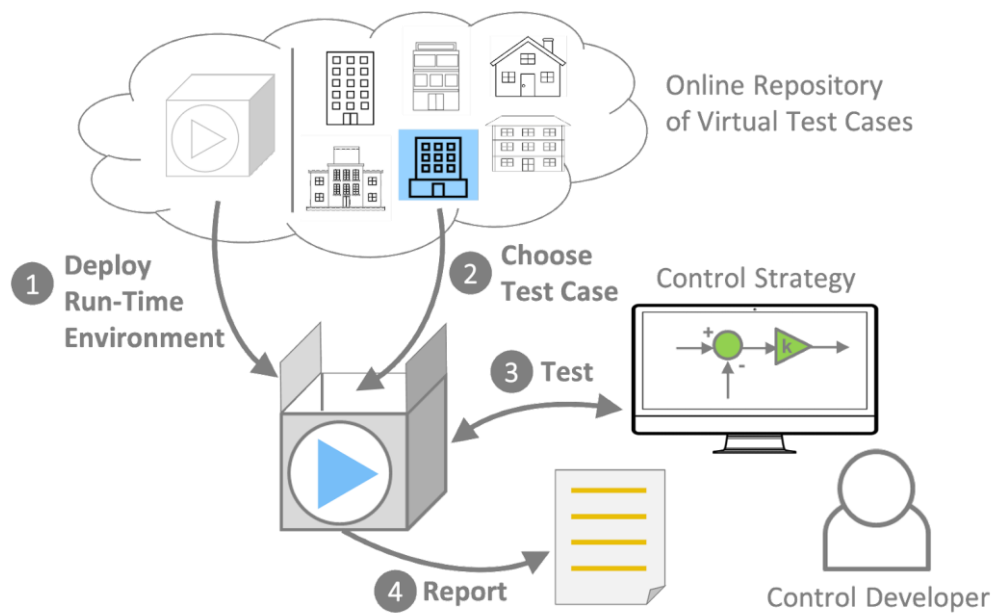 Online Repository
of Virtual Test Cases
1 Deploy
Run-Time
Environment
2 Choose
Test Case
Control Strategy
+
k
-
3 Test
4 Report
Control Developer